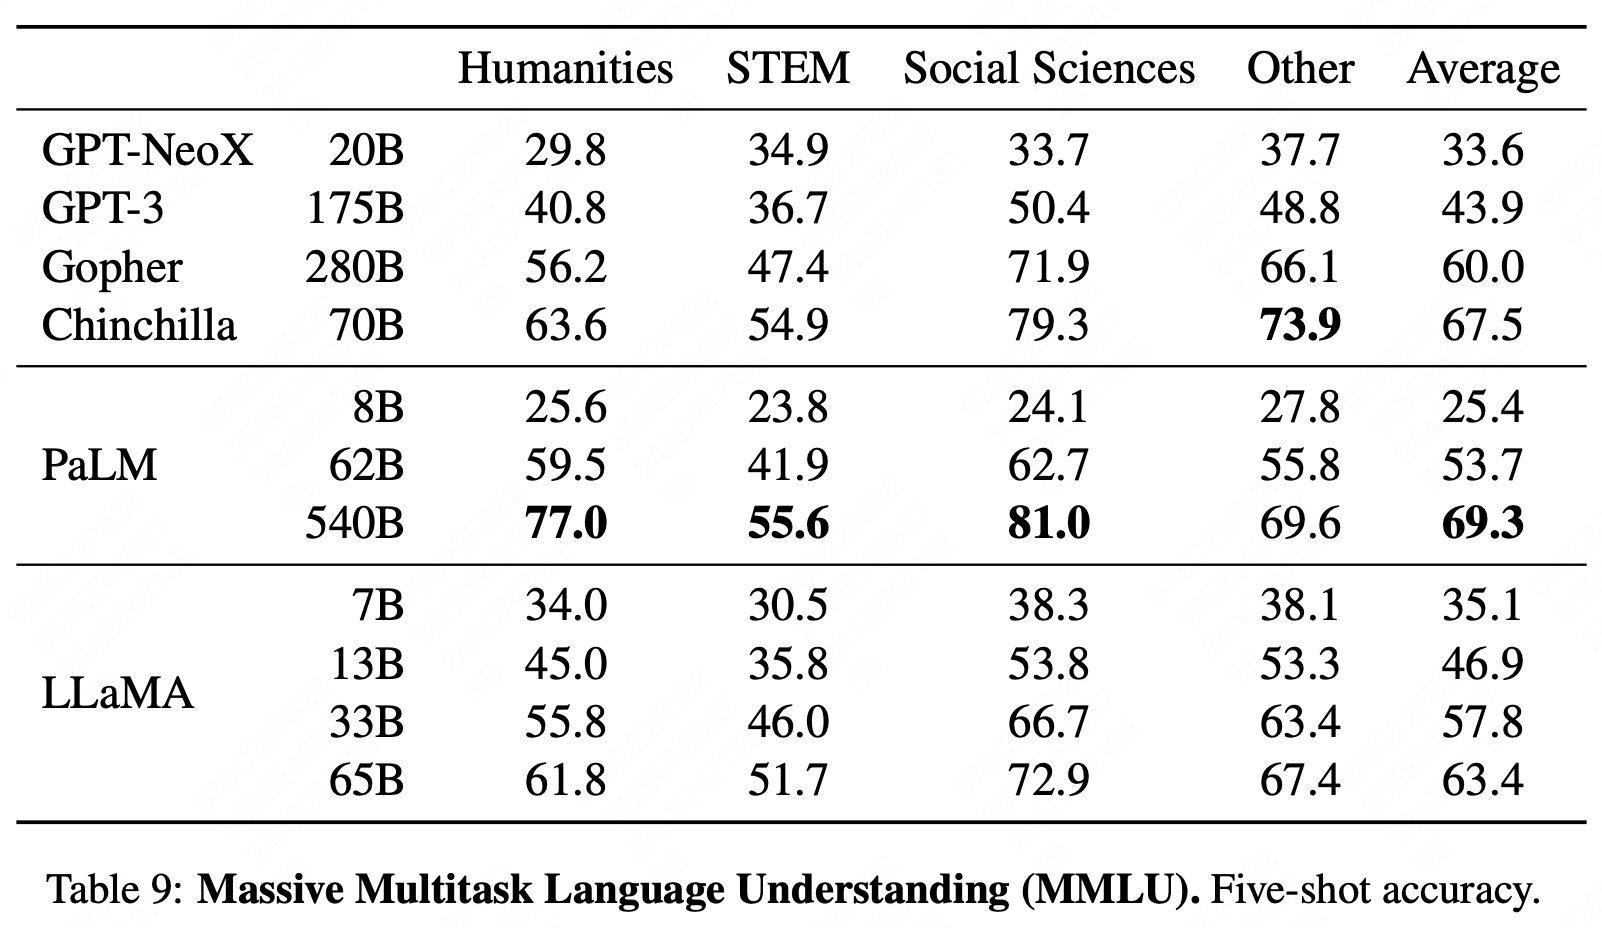 Humanities STEM Social Sciences Other Average
GPT-NeoX 20B 29.8 34.9 33.7 37.7 33.6
GPT-3 175B 40.8 36.7 50.4 48.8 43.9
Gopher 280B 56.2 47.4 71.9 66.1 60.0
Chinchilla 70B 63.6 54.9 79.3 73.9 67.5
8B 25.6 23.8 24.1 27.8 25.4
PaLM 62B 59.5 41.9 62.7 55.8 53.7
540B 77.0 55.6 81.0 69.6 69.3
7B 34.0 30.5 38.3 38.1 35.1
13B 45.0 35.8 53.8 53.3 46.9
LLaMA
33B 55.8 46.0 66.7 63.4 57.8
65B 61.8 51.7 72.9 67.4 63.4
Table 9: Massive Multitask Language Understanding (MMLU). Five-shot accuracy.